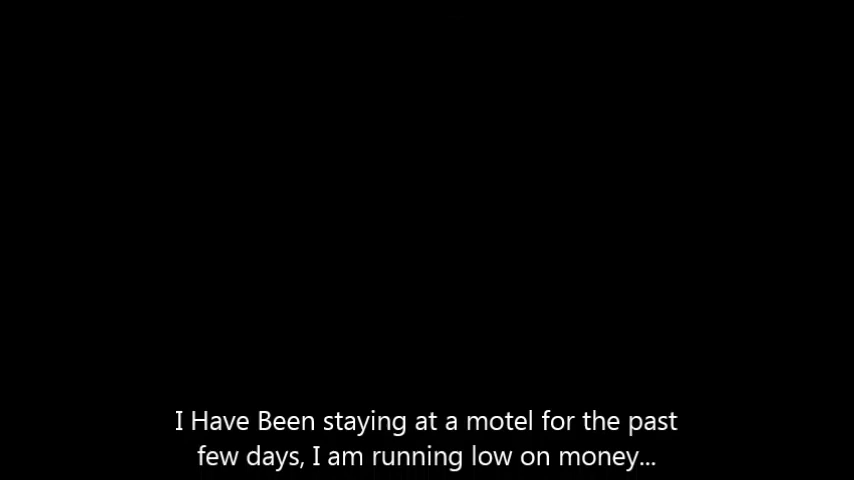 I Have Been staying at a motel for the past
few days, I am running low on money...